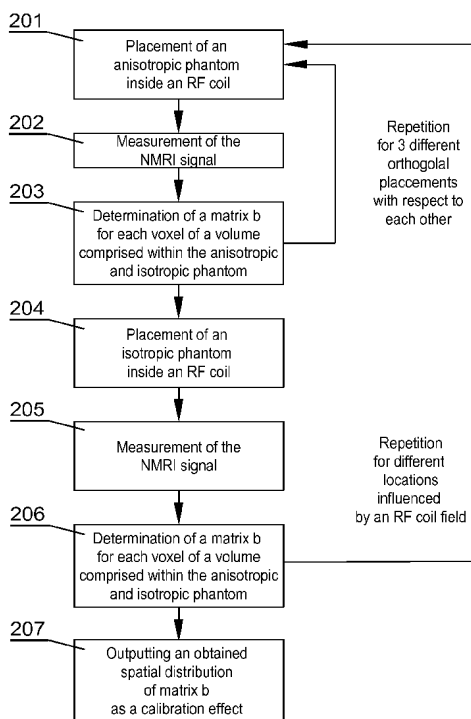 201
Placement of an
anisotropic phantom
inside an RF coil
202
Measurement of the
NMRI signal
203
Determination of a matrix b
for each voxel of a volume
comprised within the anisotropic
and isotropic phantom
Repetition
for 3 different
orthogolal
placcements
with respect to
each other
204
Placement of an
isotropic phantom
inside an RF coil
205
Measurement of the
NMRI signal
206
Determination of a matrix b
for each voxel of a volume
comprised within the anisotropic
and isotropic phantom
Repetition
for different
locations
influenced
by an RF coil field
207
Outputting an obtained
spatial distribution
of matrix b
as a calibration effect